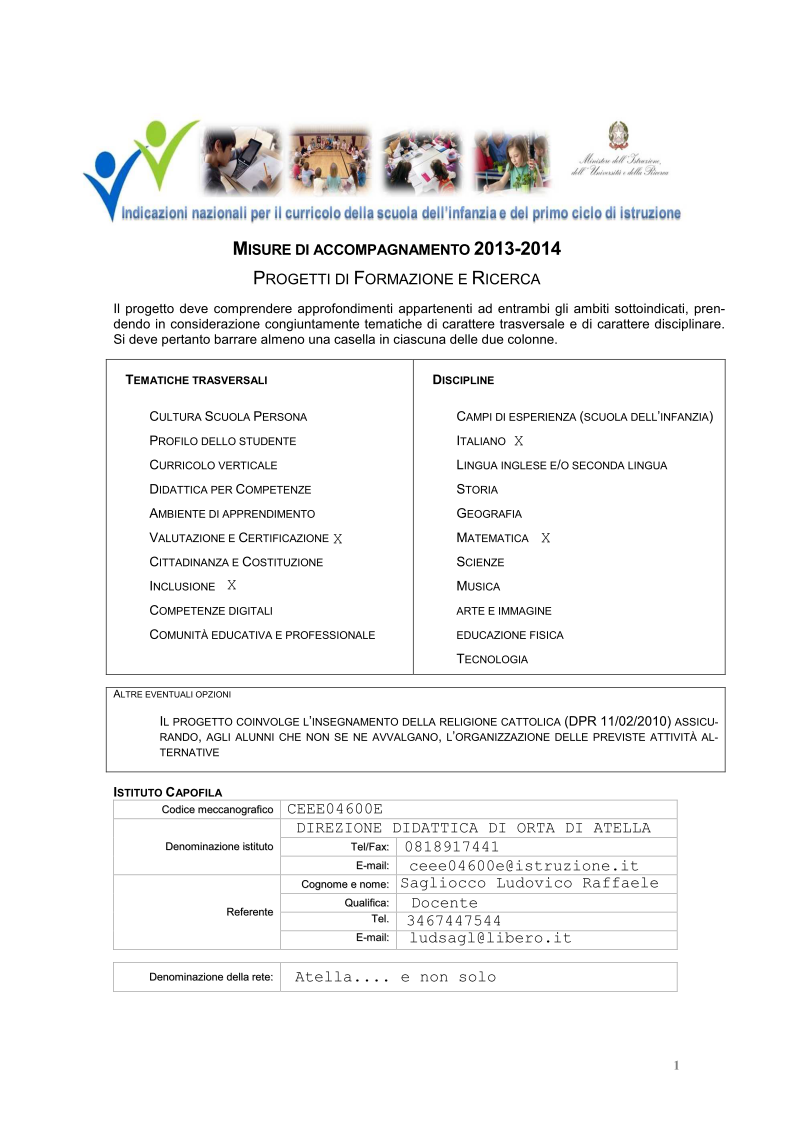 Ministero dell'Istruzione,
dell'Università e della Ricerca
Indicazioni nazionali per il curricolo della scuola dell'infanzia e del primo ciclo di istruzione
MISURE DI ACCOMPAGNAMENTO 2013-2014
PROGETTI DI FORMAZIONE E RICERCA
Il progetto deve comprendere approfondimenti appartenenti ad entrambi gli ambiti sottoindicati, pren-
dendo in considerazione congiuntamente tematiche di carattere trasversale e di carattere disciplinare.
Si deve pertanto barrare almeno una casella in ciascuna delle due colonne.
TEMATICHE TRASVERSALI
CULTURA SCUOLA PERSONA
PROFILO DELLO STUDENTE
CURRICOLO VERTICALE
DIDATTICA PER COMPETENZE
AMBIENTE DI APPRENDIMENTO
VALUTAZIONE E CERTIFICAZIONE X
CITTADINANZA E COSTITUZIONE
INCLUSIONE X
COMPETENZE DIGITALI
COMUNITÀ EDUCATIVA E PROFESSIONALE
DISCIPLINE
CAMPI DI ESPERIENZA (SCUOLA DELL'INFANZIA)
ITALIANO X
LINGUA INGLESE E/O SECONDA LINGUA
STORIA
GEOGRAFIA
MATEMATICA X
SCIENZE
MUSICA
ARTE E IMMAGINE
EDUCAZIONE FISICA
TECNOLOGIA
ALTRE EVENTUALI OPZIONI
IL PROGETTO COINVOLGE L'INSEGNAMENTO DELLA RELIGIONE CATTOLICA (DPR 11/02/2010) ASSICU-
RANDO, AGLI ALUNNI CHE NON SE NE AVVALGANO, L'ORGANIZZAZIONE DELLE PREVISTE ATTIVITÀ AL-
TERNATIVE
ISTITUTO CAPOFILA
Codice meccanografico CEEE04600E
Denominazione istituto DIREZIONE DIDATTICA DI ORTA DI ATELLA
Tel/Fax: 0818917441
E-mail: ceee04600e@istruzione.it
Referente
Cognome e nome: Sagliocco Ludovico Raffaele
Qualifica: Docente
Tel. 3467447544
E-mail: ludsagl@libero.it
Denominazione della rete: Atella.... e non solo
1